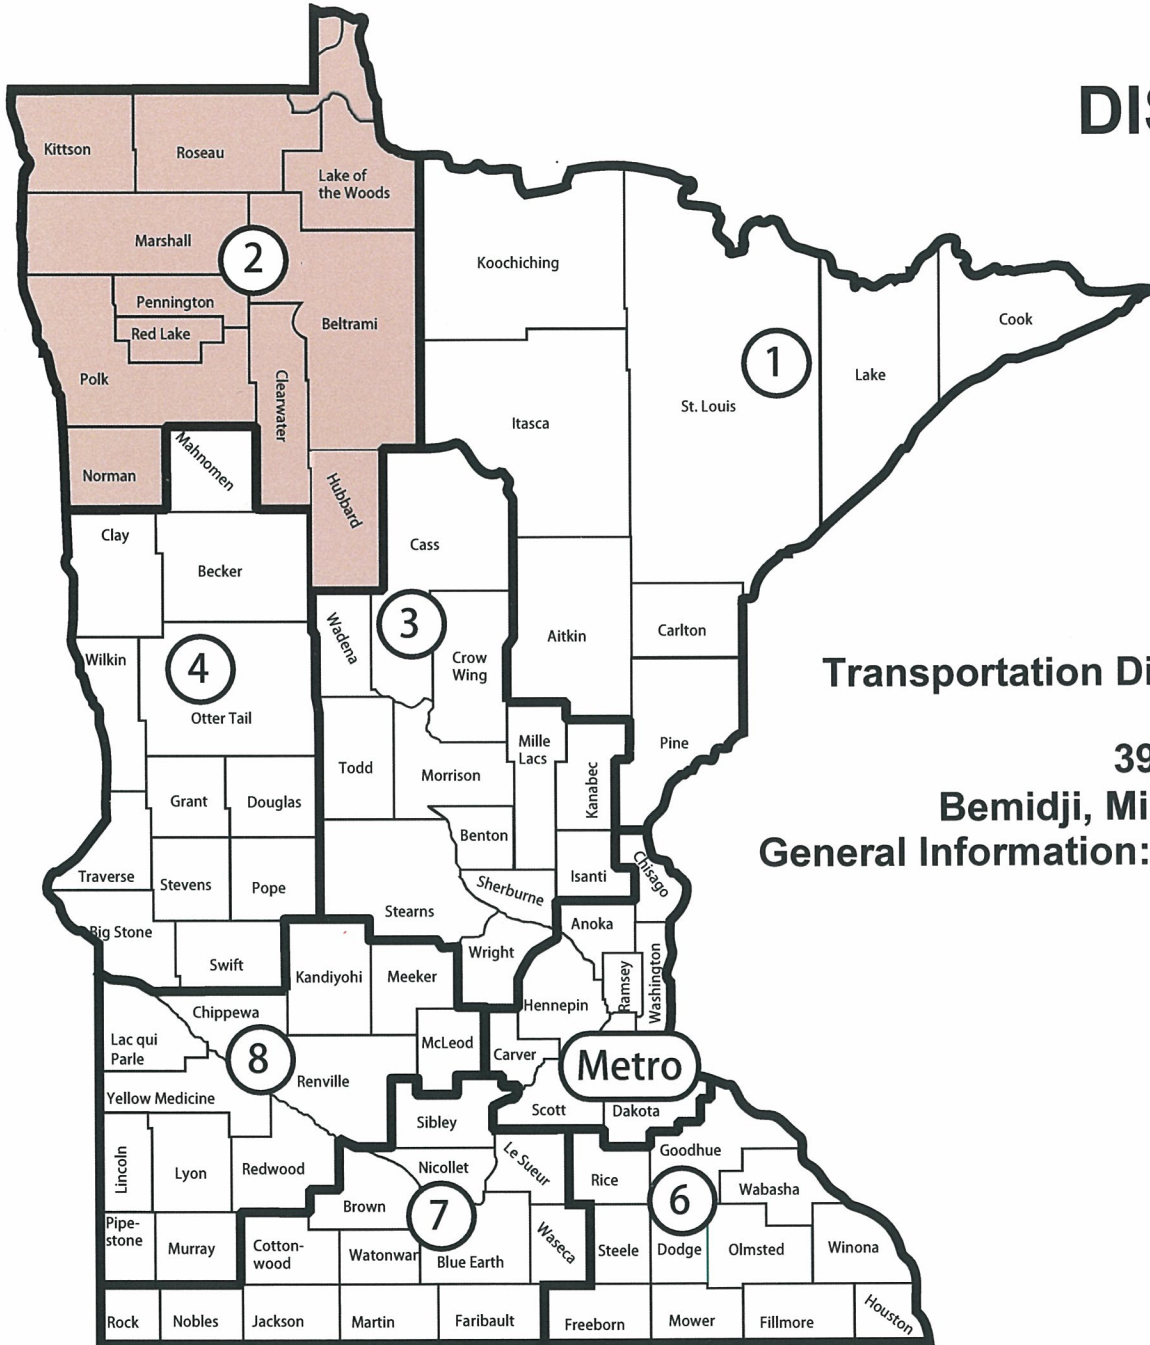 DIS
Kittson
Roseau
Lake of
the Woods
Marshall
2
Koochiching
Pennington
Red Lake
Beltrami
Cook
Polk
Clearwater
1
Lake
St. Louis
Itasca
Norman
Mahnomen
Hubbard
Clay
Cass
Becker
Wadena
3
Aitkin
Carlton
Wilkin
4
Crow
Wing
Otter Tail
Transportation Di
Mille
Lacs
Pine
39
Todd
Morrison
Kanabec
Grant
Douglas
Bemidji, Mi
Benton
General Information:
Traverse
Stevens
Pope
Sherburne
Isanti
Chisago
Stearns
Anoka
Big Stone
Swift
Wright
Kandiyohi
Meeker
Ramsey
Washington
Hennepin
Chippewa
Lac qui
Parle
8
McLeod
Carver
Metro
Renville
Yellow Medicine
Scott
Dakota
Sibley
Lincoln
Lyon
Redwood
Nicollet
Le Sueur
Rice
Goodhue
Wabasha
Brown
7
6
Pipe-
stone
Murray
Cotton-
wood
Watonwan
Blue Earth
Waseca
Steele
Dodge
Olmsted
Winona
Rock
Nobles
Jackson
Martin
Faribault
Freeborn
Mower
Fillmore
Houston